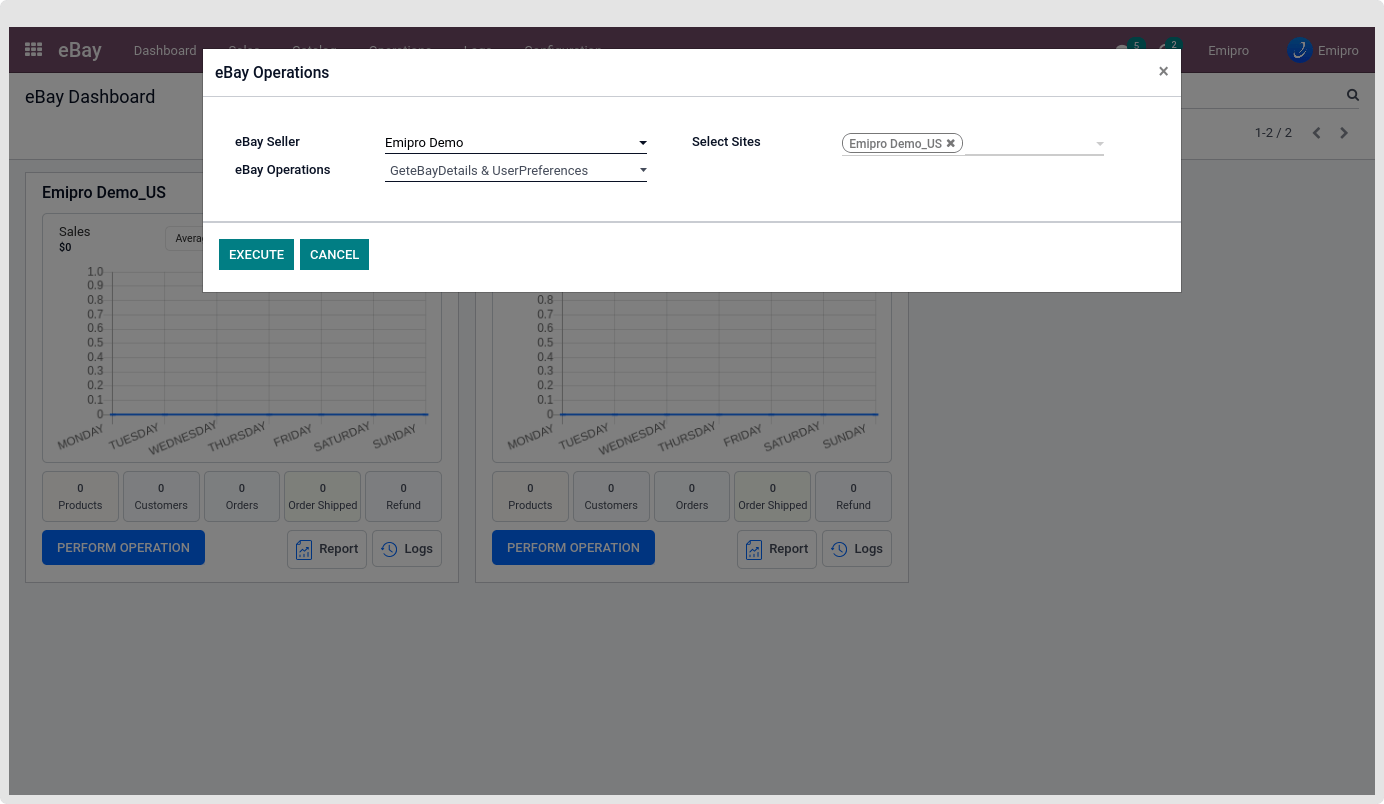 eBay Dashboard 5 2 Emipro Emipro
eBay Operations ×
eBay Dashboard
eBay Seller Emipro Demo Select Sites Emipro Demo_US ✖
eBay Operations GeteBayDetails & UserPreferences
1-2 / 2
EXECUTE CANCEL
Emipro Demo_US
Sales
$0
1.0
0.9
0.8
0.7
0.6
0.5
0.4
0.3
0.2
0.1
0
MONDAY TUESDAY WEDNESDAY THURSDAY FRIDAY SATURDAY SUNDAY
0 0 0 0 0
Products Customers Orders Order Shipped Refund
PERFORM OPERATION Report Logs
0.8
0.7
0.6
0.5
0.4
0.3
0.2
0.1
0
MONDAY TUESDAY WEDNESDAY THURSDAY FRIDAY SATURDAY SUNDAY
0 0 0 0 0
Products Customers Orders Order Shipped Refund
PERFORM OPERATION Report Logs